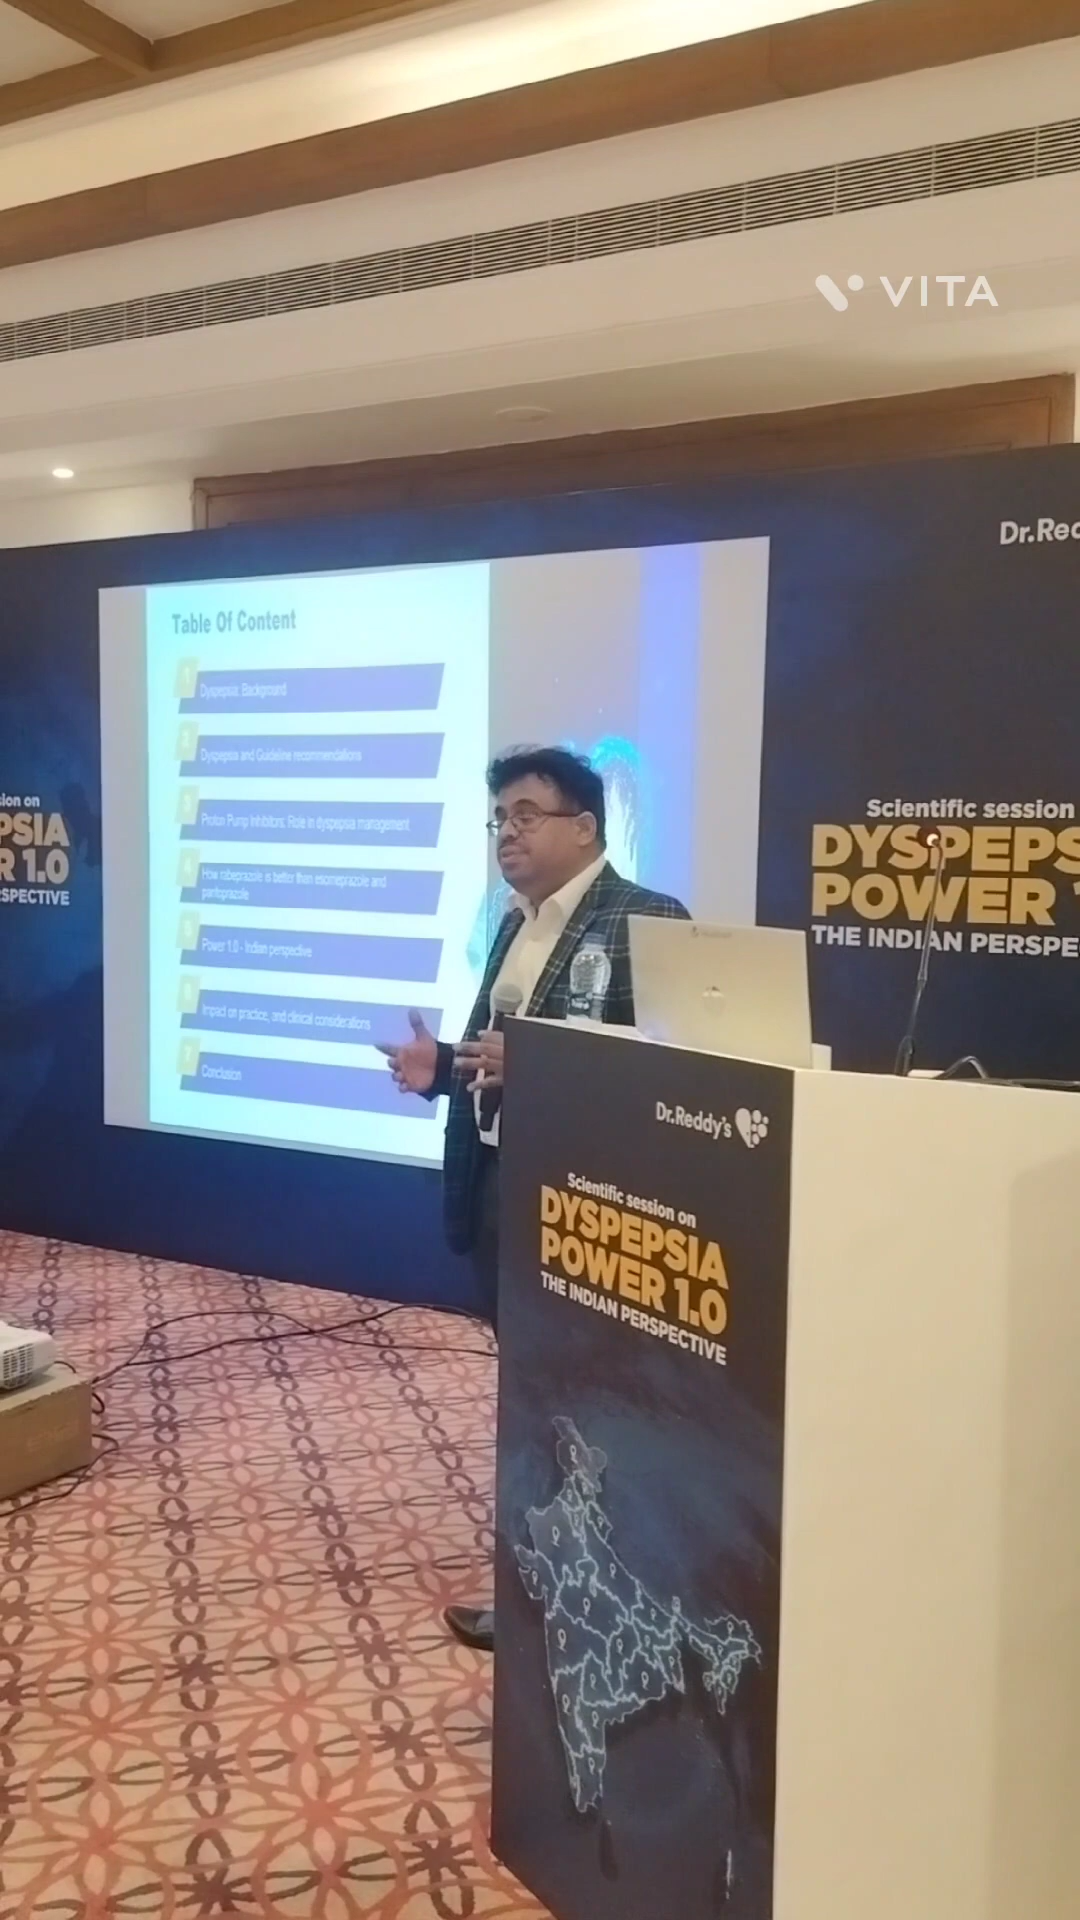 VITA
Dr.Red
Table Of Content
1
Dyspepsia: Background
2
Dyspepsia and Guideline recommendations
3
Proton Pump Inhibitors: Role in dyspepsia management
4
How rabeprazole is better than esomeprazole and
pantoprazole
5
Power 1.0 - Indian perspective
6
Impact on practice, and clinical considerations
7
Conclusion
sion on
PSIA
R 1.0
RSPECTIVE
Scientific session
DYSPEPS
POWER 1
THE INDIAN PERSPE
Dr.Reddy's
Scientific session on
DYSPEPSIA
POWER 1.0
THE INDIAN PERSPECTIVE